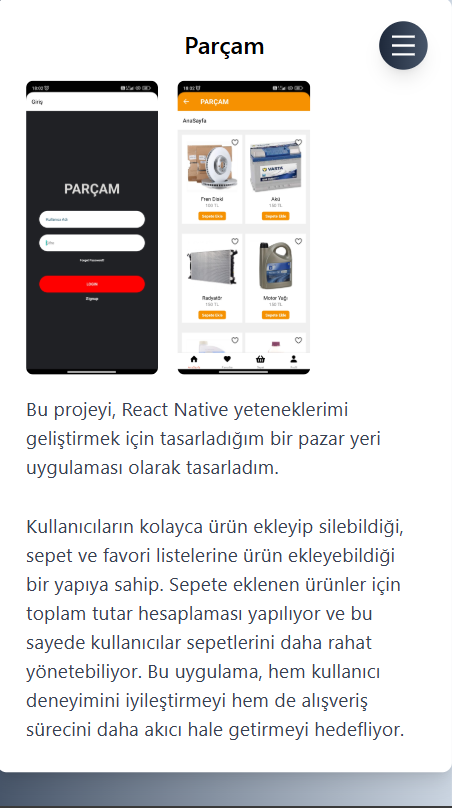 Parçam
Giriş
PARÇAM
Kullanıcı Adı
Forgot Password?
LOGIN
Signup
PARÇAM
AnaSayfa
Fren Diski
Sepete Gir
Akü
150 TL
Sepete Ekle
VARTA
Radyatör
150 TL
Sepete Ekle
Motor Yağı
150 TL
Sepete Ekle
Bu projeyi, React Native yeteneklerimi
geliştirmek için tasarladığım bir pazar yeri
uygulaması olarak tasarladım.
Kullanıcıların kolayca ürün ekleyip silebildiği,
sepet ve favori listelerine ürün ekleyebildiği
bir yapıya sahip. Sepete eklenen ürünler için
toplam tutar hesaplaması yapılıyor ve bu
sayede kullanıcılar sepetlerini daha rahat
yönetebiliyor. Bu uygulama, hem kullanıcı
deneyimini iyileştirmeyi hem de alışveriş
sürecini daha akıcı hale getirmeyi hedefliyor.